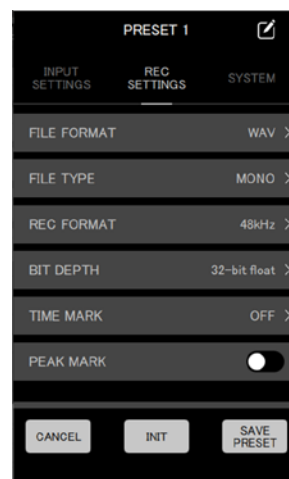 PRESET 1
INPUT
SETTINGS
REC
SETTINGS
SYSTEM
FILE FORMAT WAV
FILE TYPE MONO
REC FORMAT 48kHz
BIT DEPTH 32-bit float
TIME MARK OFF
PEAK MARK
CANCEL
INIT
SAVE
PRESET